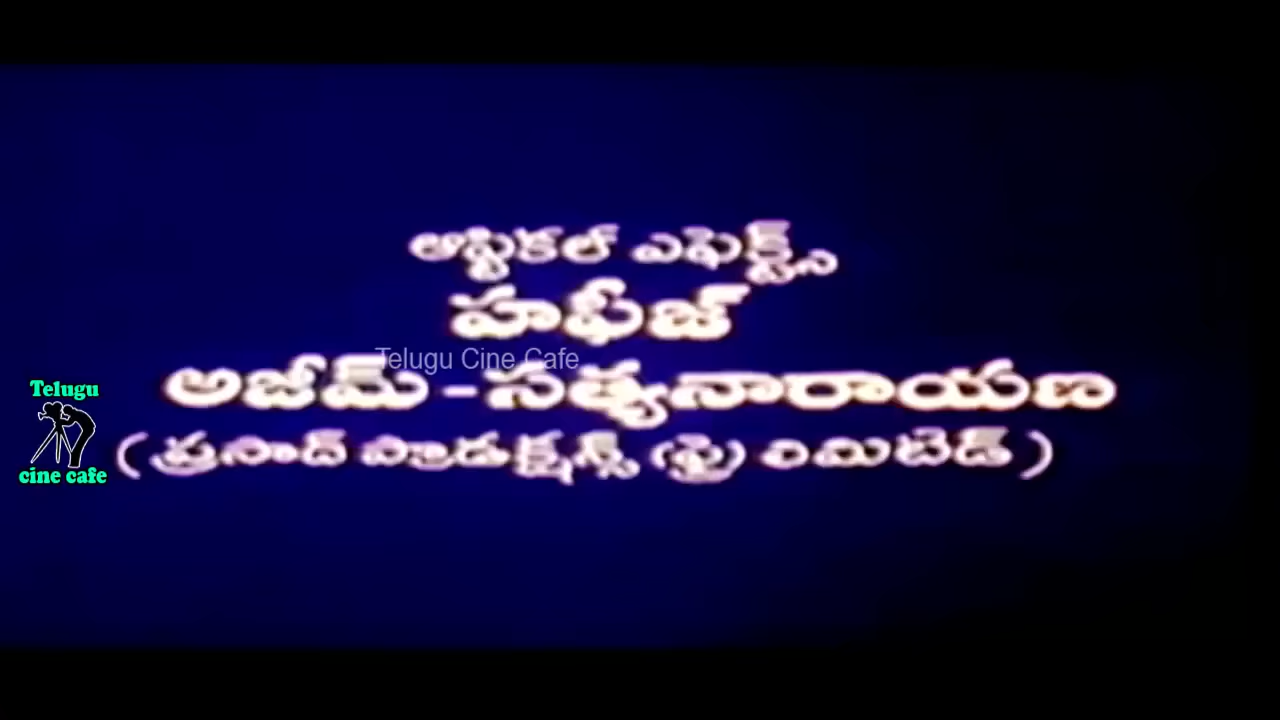 ఆప్టికల్ ఎఫెక్ట్స్
హఫీజ్
Telugu Cine Cafe
అజీమ్ - సత్యనారాయణ
Telugu
cine cafe
( ప్రసాద్ ప్రొడక్షన్స్ (ప్రై) లిమిటెడ్ )